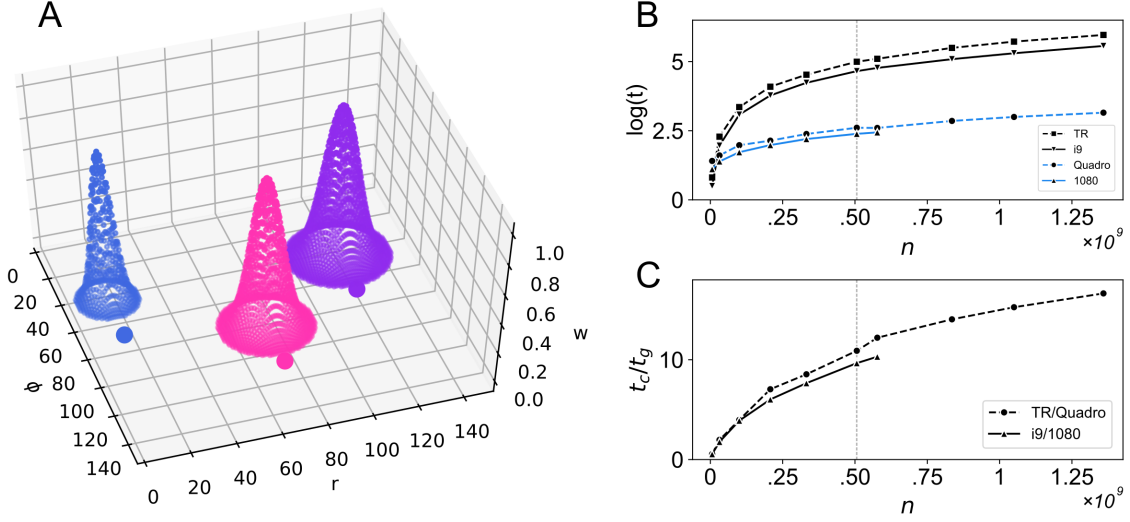 A
0
20
40
60
80
100
120
140
ϕ
0
20
40
60
80
100
120
140
r
0.0
0.2
0.4
0.6
0.8
1.0
w
B
log(t)
5
2.5
0
TR
i9
Quadro
1080
0
.25
.50
.75
1
1.25
×10⁹
n
C
t_c/t_g
10
0
TR/Quadro
i9/1080
0
.25
.50
.75
1
1.25
×10⁹
n